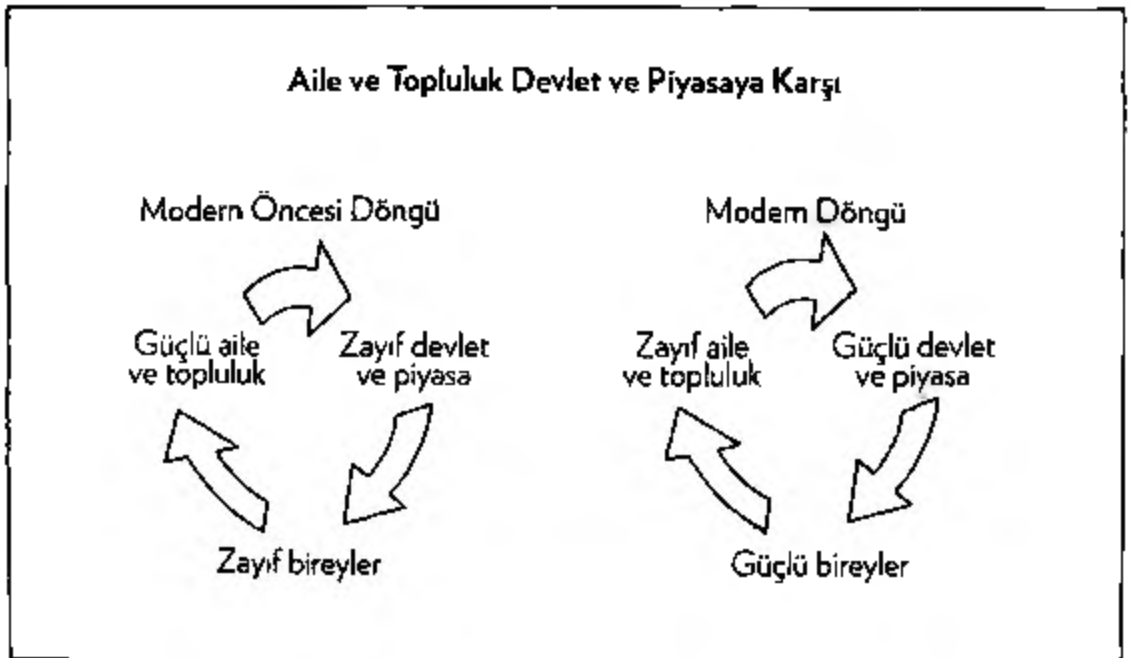 Aile ve Topluluk Devlet ve Piyasaya Karşı
Modern Öncesi Döngü
Güçlü aile
ve topluluk
Zayıf devlet
ve piyasa
Zayıf bireyler
Modern Döngü
Zayıf aile
ve topluluk
Güçlü devlet
ve piyasa
Güçlü bireyler